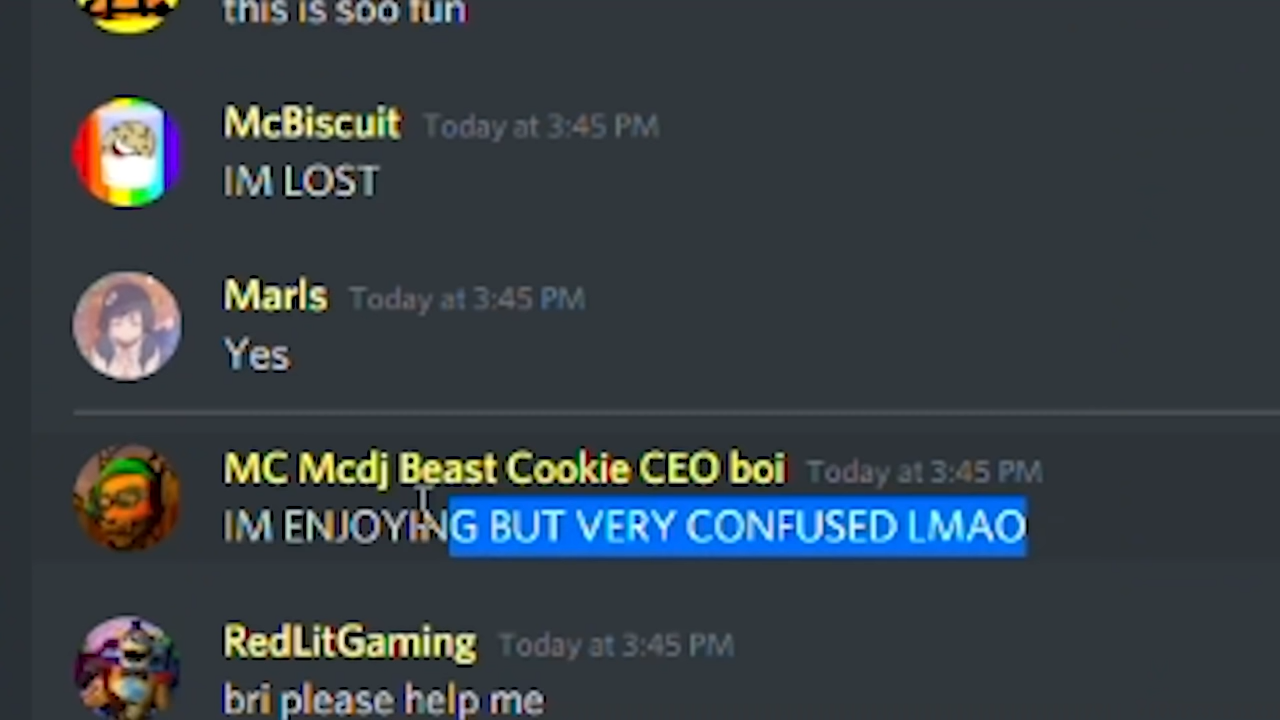 this is soo fun
McBiscuit Today at 3:45 PM
IM LOST
Marls Today at 3:45 PM
Yes
MC Mcdj Beast Cookie CEO boi Today at 3:45 PM
IM ENJOYING BUT VERY CONFUSED LMAO
RedLitGaming Today at 3:45 PM
bri please help me